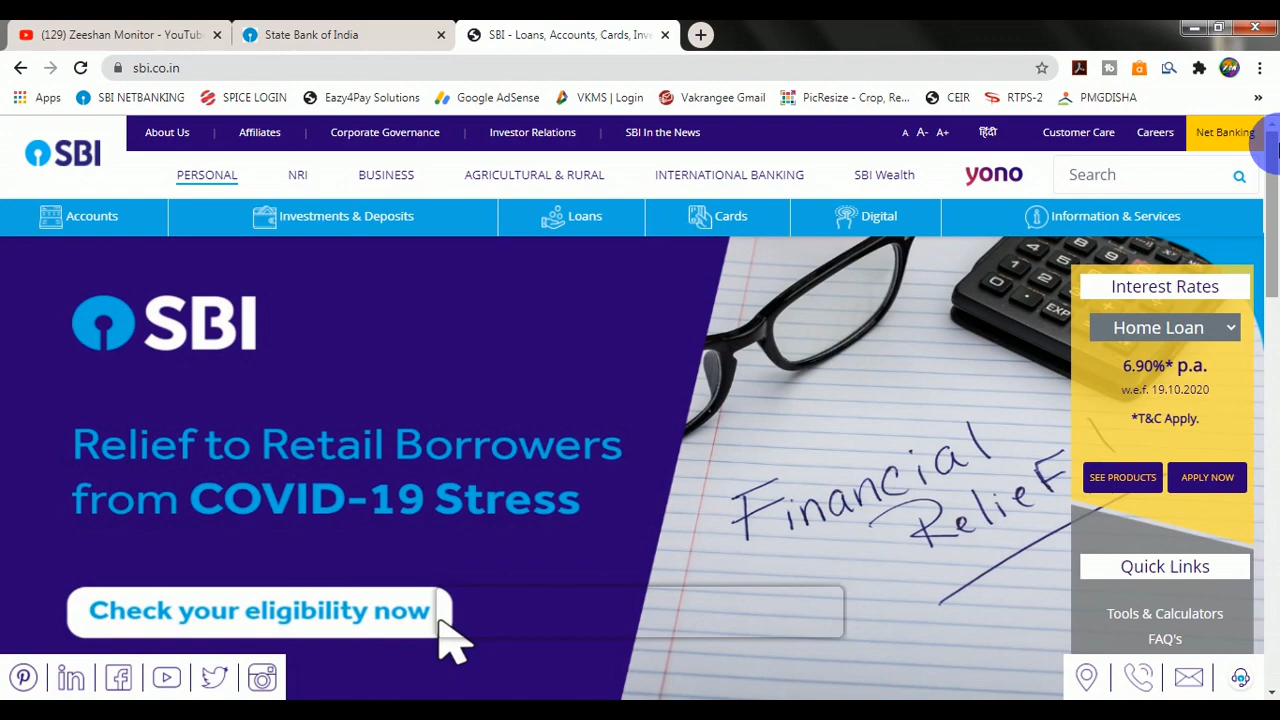 (129) Zeeshan Monitor - YouTub
State Bank of India
SBI - Loans, Accounts, Cards, Inve
sbi.co.in
Apps
SBI NETBANKING
SPICE LOGIN
Eazy4Pay Solutions
Google AdSense
VKMS | Login
Vakrangee Gmail
PicResize - Crop, Re...
CEIR
RTPS-2
PMGDISHA
»
About Us
Affiliates
Corporate Governance
Investor Relations
SBI In the News
A A- A+
हिंदी
Customer Care
Careers
Net Banking
SBI
PERSONAL
NRI
BUSINESS
AGRICULTURAL & RURAL
INTERNATIONAL BANKING
SBI Wealth
yono
Search
Accounts
Investments & Deposits
Loans
Cards
Digital
Information & Services
SBI
Relief to Retail Borrowers
from COVID-19 Stress
Check your eligibility now
Financial
Relief
Interest Rates
Home Loan
6.90%* p.a.
w.e.f. 19.10.2020
*T&C Apply.
SEE PRODUCTS
APPLY NOW
Quick Links
Tools & Calculators
FAQ's